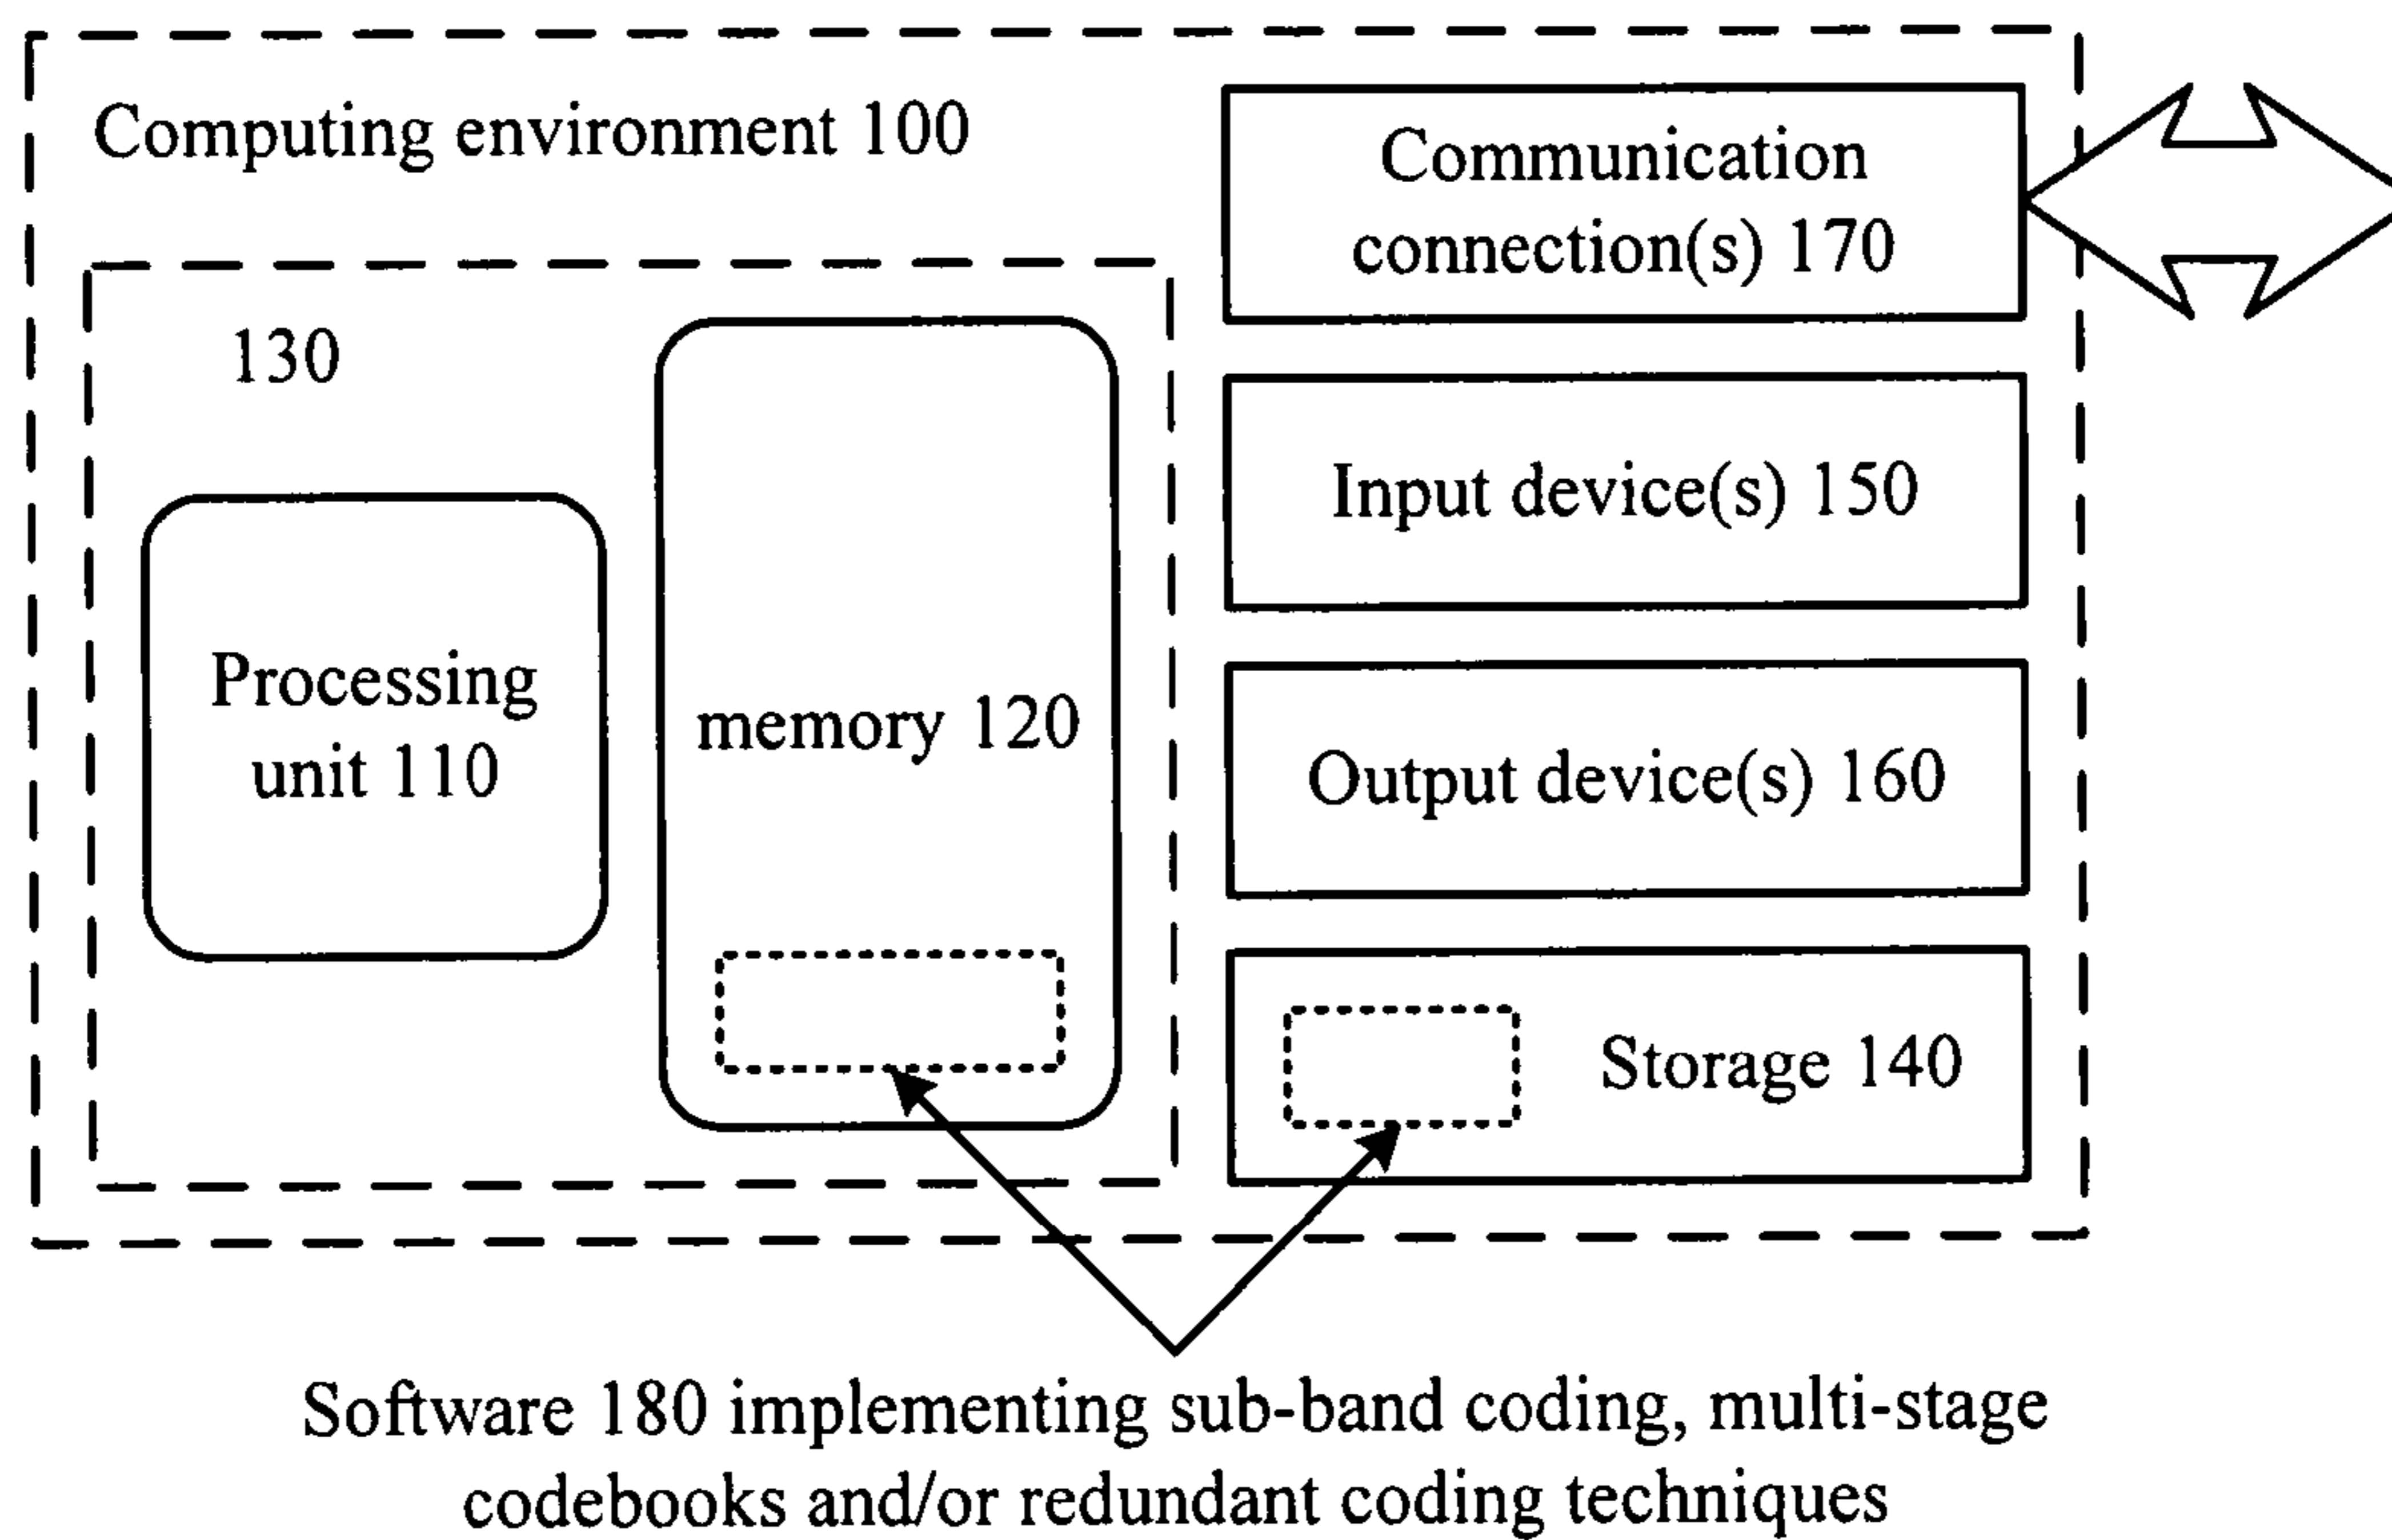 Computing environment 100
Communication
connection(s) 170
130
Input device(s) 150
Processing
unit 110
memory 120
Output device(s) 160
Storage 140
Software 180 implementing sub-band coding, multi-stage
codebooks and/or redundant coding techniques